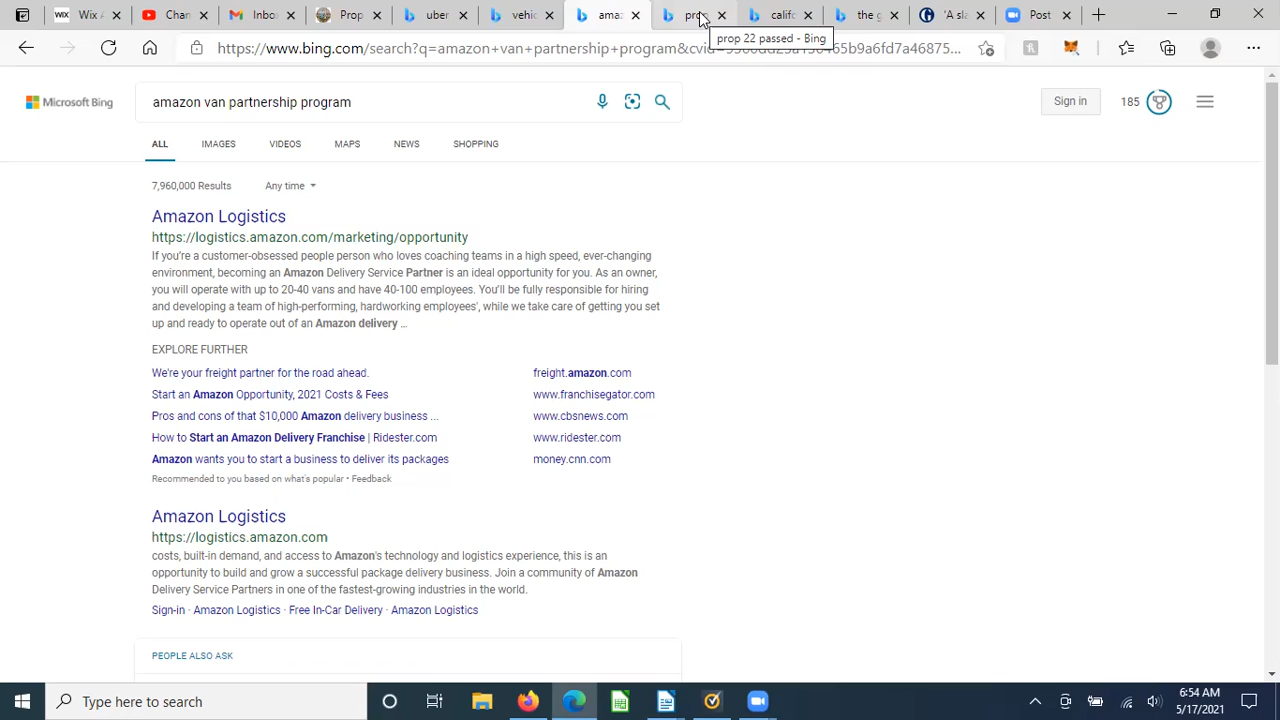 Wix A
Chan
Inbo
Prop
uber
vehic
amaz
prop
califo
the g
'A sla
Post
https://www.bing.com/search?q=amazon+van+partnership+program&cvid=
prop 22 passed - Bing
Microsoft Bing
amazon van partnership program
Sign in
185
ALL IMAGES VIDEOS MAPS NEWS SHOPPING
7,960,000 Results Any time
Amazon Logistics
https://logistics.amazon.com/marketing/opportunity
If you're a customer-obsessed people person who loves coaching teams in a high speed, ever-changing
environment, becoming an Amazon Delivery Service Partner is an ideal opportunity for you. As an owner,
you will operate with up to 20-40 vans and have 40-100 employees. You'll be fully responsible for hiring
and developing a team of high-performing, hardworking employees', while we take care of getting you set
up and ready to operate out of an Amazon delivery ...
EXPLORE FURTHER
We're your freight partner for the road ahead. freight.amazon.com
Start an Amazon Opportunity, 2021 Costs & Fees www.franchisegator.com
Pros and cons of that $10,000 Amazon delivery business ... www.cbsnews.com
How to Start an Amazon Delivery Franchise | Ridester.com www.ridester.com
Amazon wants you to start a business to deliver its packages money.cnn.com
Recommended to you based on what's popular • Feedback
Amazon Logistics
https://logistics.amazon.com
costs, built-in demand, and access to Amazon's technology and logistics experience, this is an
opportunity to build and grow a successful package delivery business. Join a community of Amazon
Delivery Service Partners in one of the fastest-growing industries in the world.
Sign-in · Amazon Logistics · Free In-Car Delivery · Amazon Logistics
PEOPLE ALSO ASK
Type here to search
6:54 AM
5/17/2021